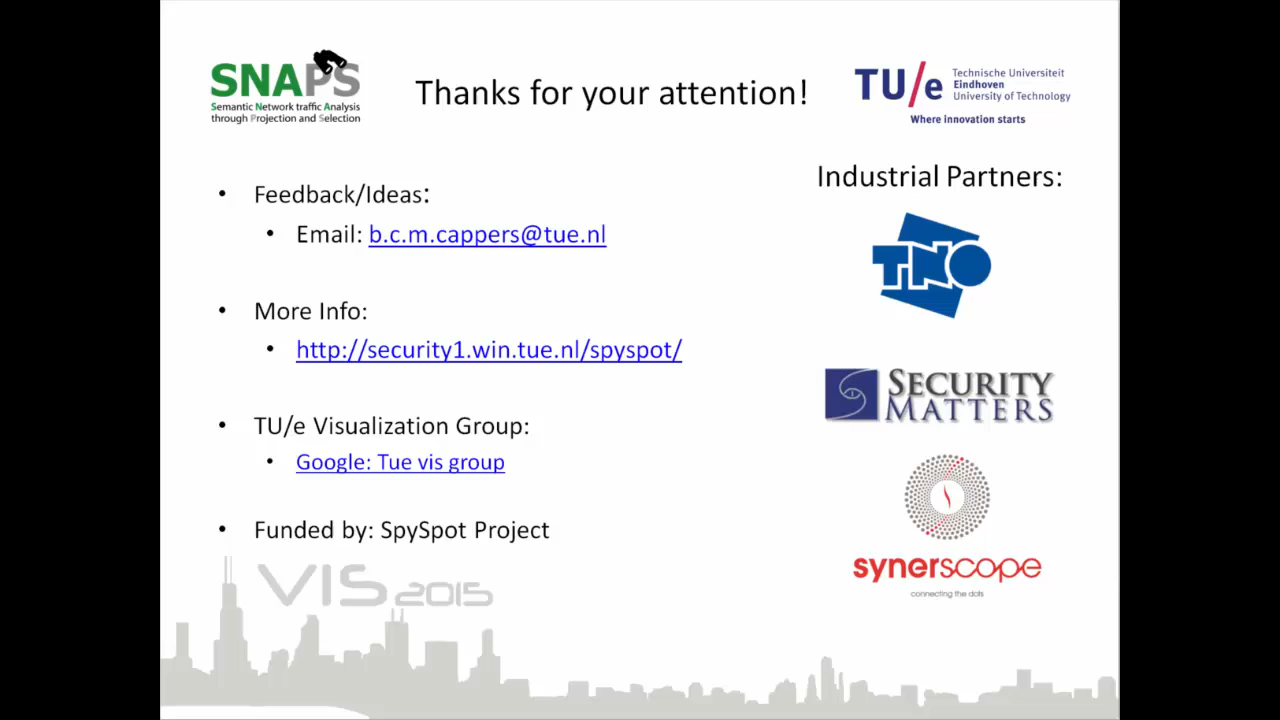 SNAPS
Semantic Network traffic Analysis
through Projection and Selection
Thanks for your attention!
TU/e
Technische Universiteit
Eindhoven
University of Technology
Where innovation starts
• Feedback/Ideas:
• Email: b.c.m.cappers@tue.nl
• More Info:
• http://security1.win.tue.nl/spyspot/
• TU/e Visualization Group:
• Google: Tue vis group
• Funded by: SpySpot Project
VIS 2015
Industrial Partners:
TNO
SECURITY
MATTERS
synerscope
connecting the dots